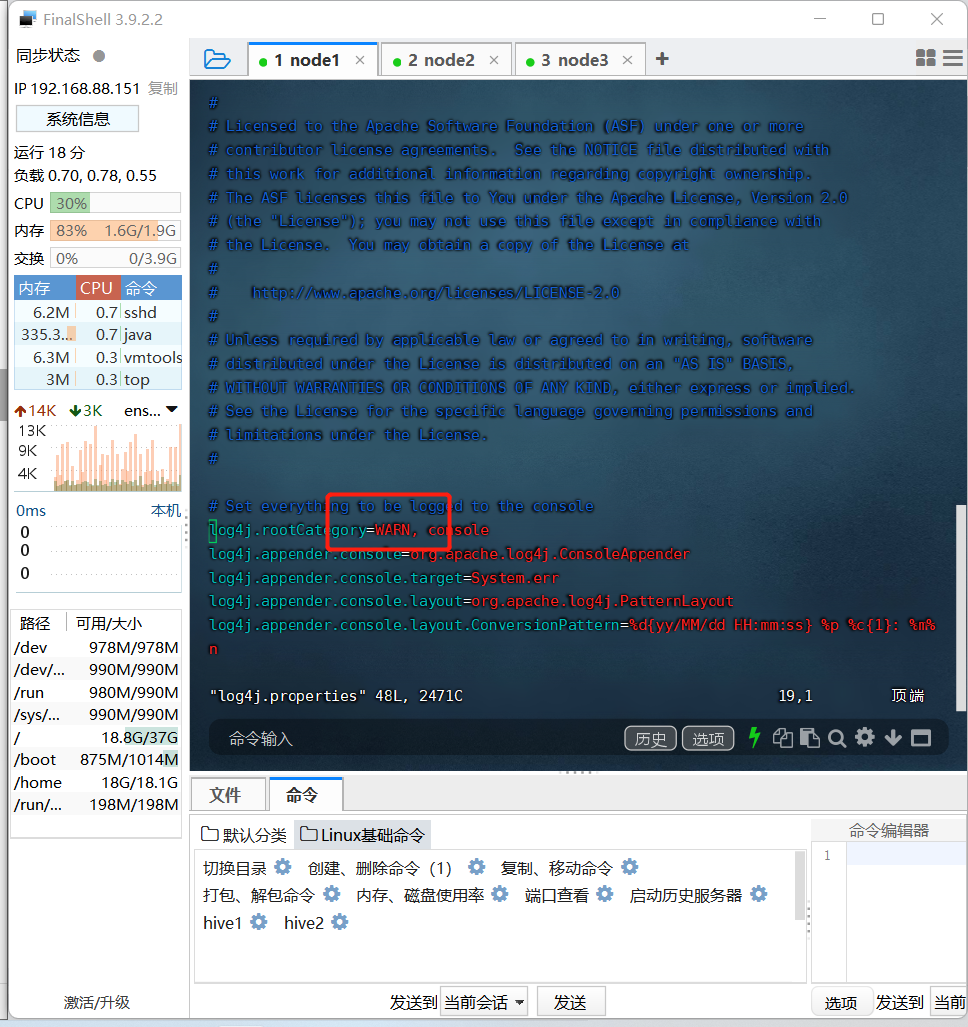 FinalShell 3.9.2.2
同步状态
IP 192.168.88.151 复制
系统信息
运行 18 分
负载 0.70, 0.78, 0.55
CPU 30%
内存 83% 1.6G/1.9G
交换 0% 0/3.9G
内存 CPU 命令
6.2M 0.7 sshd
335.3... 0.7 java
6.3M 0.3 vmtools
3M 0.3 top
14K 3K ens...
13K
9K
4K
0ms 本机
0
0
0
路径 可用/大小
/dev 978M/978M
/dev/... 990M/990M
/run 980M/990M
/sys/... 990M/990M
/ 18.8G/37G
/boot 875M/1014M
/home 18G/18.1G
/run/... 198M/198M
激活/升级
1 node1 × 2 node2 × 3 node3 × +
#
# Licensed to the Apache Software Foundation (ASF) under one or more
# contributor license agreements.  See the NOTICE file distributed with
# this work for additional information regarding copyright ownership.
# The ASF licenses this file to You under the Apache License, Version 2.0
# (the "License"); you may not use this file except in compliance with
# the License.  You may obtain a copy of the License at
#
#    http://www.apache.org/licenses/LICENSE-2.0
#
# Unless required by applicable law or agreed to in writing, software
# distributed under the License is distributed on an "AS IS" BASIS,
# WITHOUT WARRANTIES OR CONDITIONS OF ANY KIND, either express or implied.
# See the License for the specific language governing permissions and
# limitations under the License.
#
# Set everything to be logged to the console
log4j.rootCategory=WARN, console
log4j.appender.console=org.apache.log4j.ConsoleAppender
log4j.appender.console.target=System.err
log4j.appender.console.layout=org.apache.log4j.PatternLayout
log4j.appender.console.layout.ConversionPattern=%d{yy/MM/dd HH:mm:ss} %p %c{1}: %m%
n
"log4j.properties" 48L, 2471C 19,1 顶端
命令输入 历史 选项
文件 命令
默认分类 Linux基础命令
切换目录 创建、删除命令（1） 复制、移动命令
打包、解包命令 内存、磁盘使用率 端口查看 启动历史服务器
hive1 hive2
发送到 当前会话 发送
命令编辑器
1
选项 发送到 当前